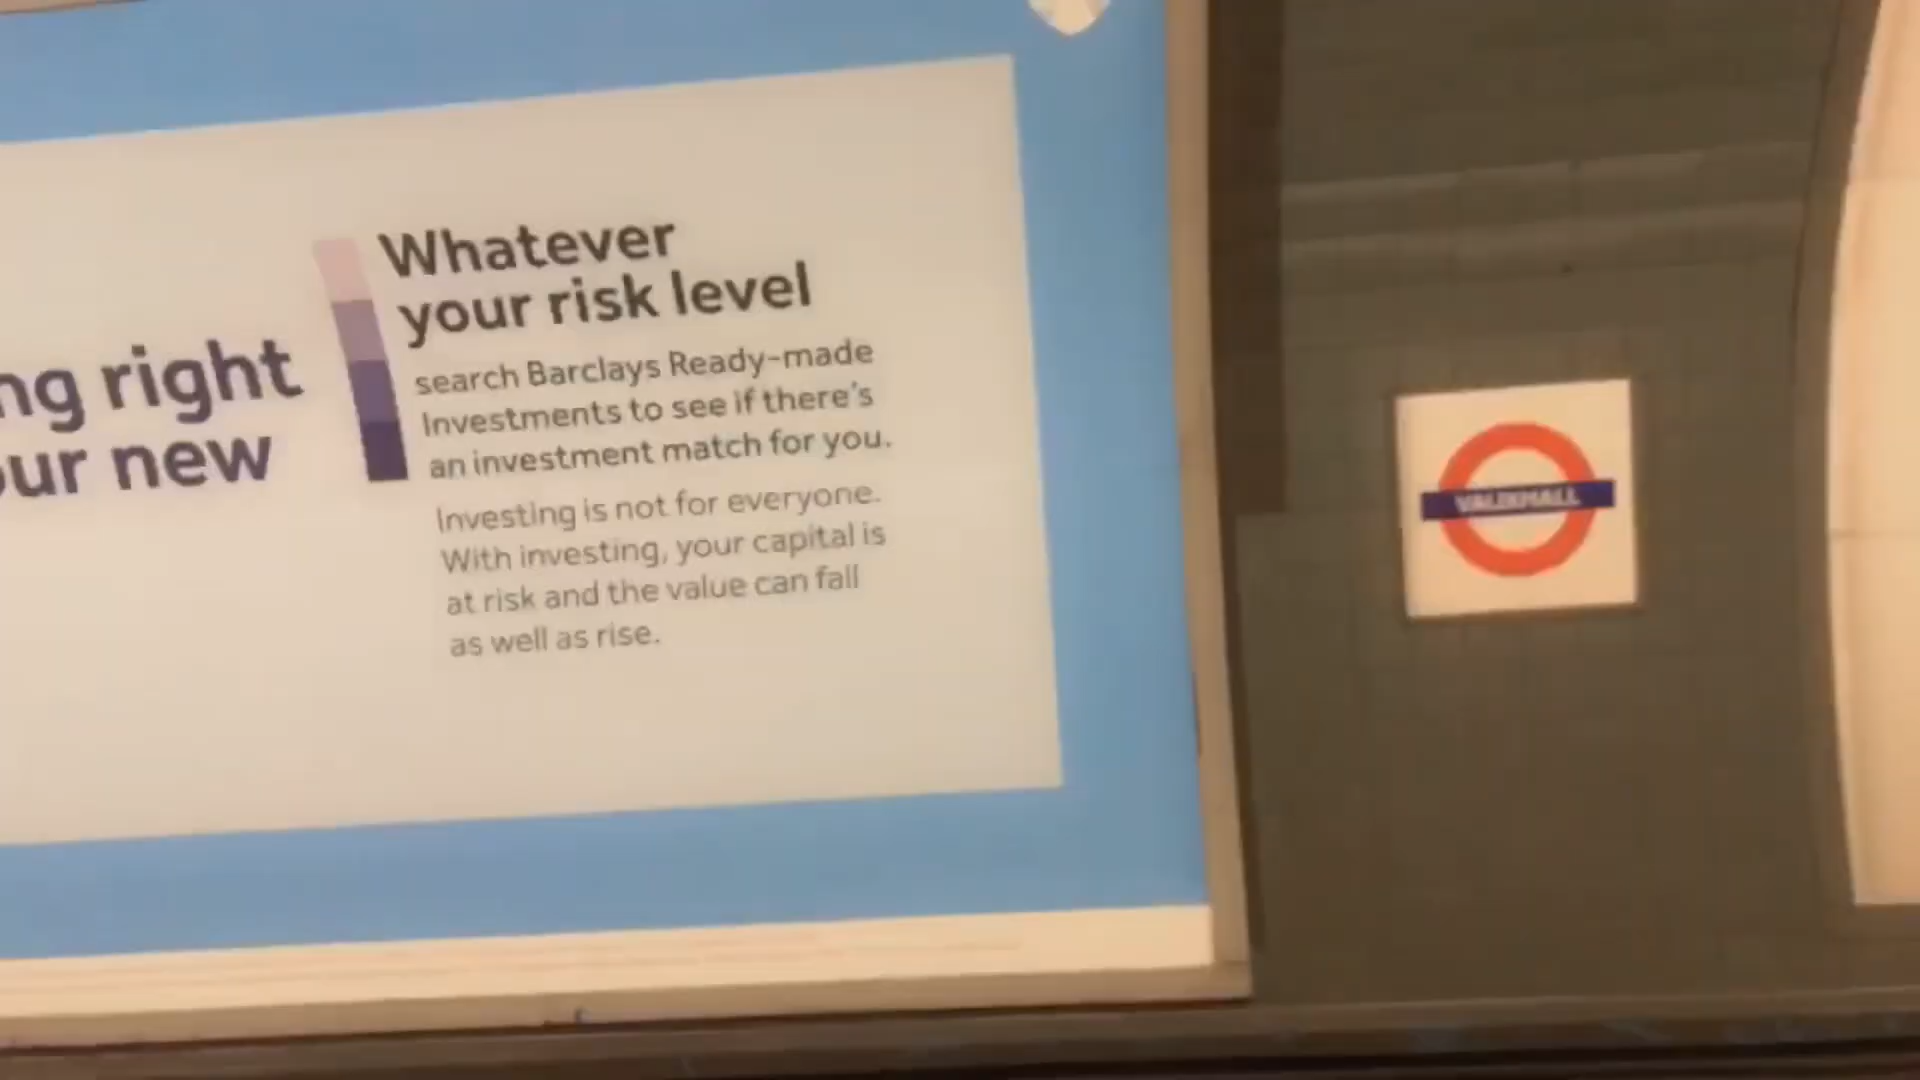 ng right
our new
Whatever
your risk level
search Barclays Ready-made
Investments to see if there's
an investment match for you.
Investing is not for everyone.
With investing, your capital is
at risk and the value can fall
as well as rise.
VAUXHALL